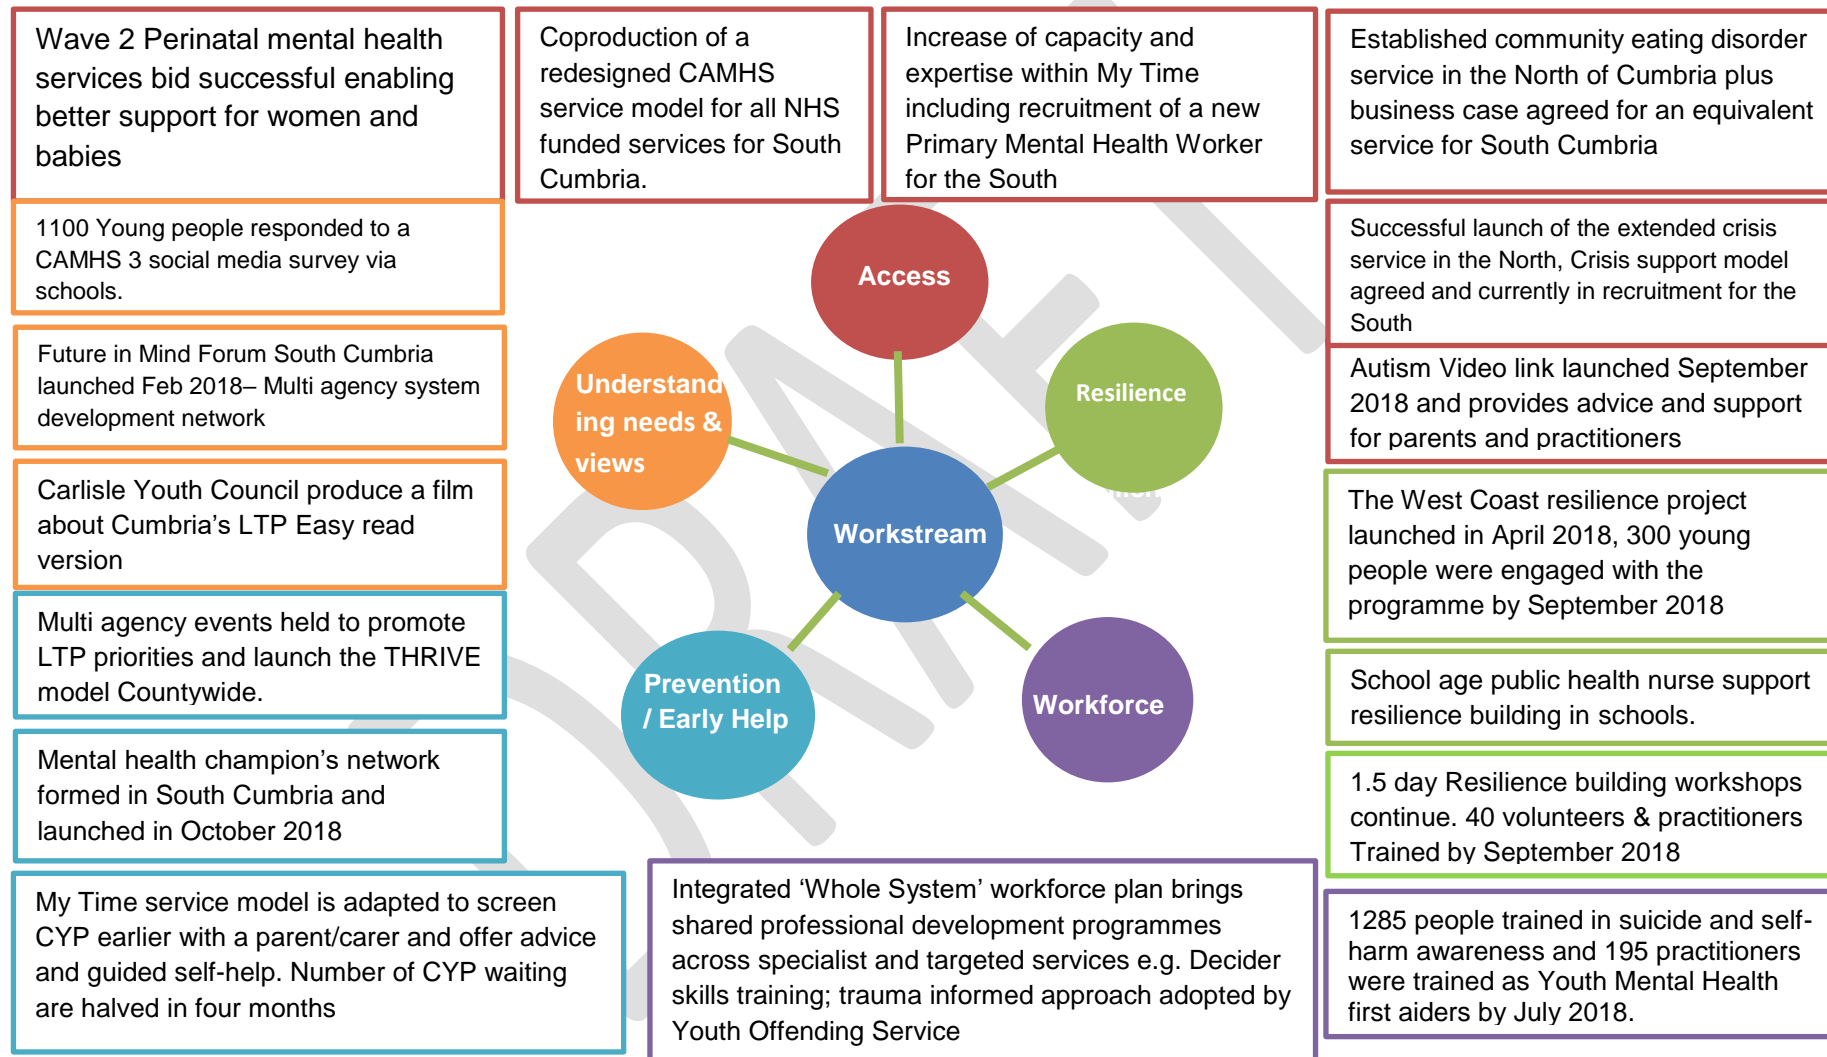 Wave 2 Perinatal mental health
services bid successful enabling
better support for women and
babies
Coproduction of a
redesigned CAMHS
service model for all NHS
funded services for South
Cumbria.
Increase of capacity and
expertise within My Time
including recruitment of a new
Primary Mental Health Worker
for the South
Established community eating disorder
service in the North of Cumbria plus
business case agreed for an equivalent
service for South Cumbria
1100 Young people responded to a
CAMHS 3 social media survey via
schools.
Successful launch of the extended crisis
service in the North, Crisis support model
agreed and currently in recruitment for the
South
Future in Mind Forum South Cumbria
launched Feb 2018– Multi agency system
development network
Autism Video link launched September
2018 and provides advice and support
for parents and practitioners
Carlisle Youth Council produce a film
about Cumbria’s LTP Easy read
version
The West Coast resilience project
launched in April 2018, 300 young
people were engaged with the
programme by September 2018
Multi agency events held to promote
LTP priorities and launch the THRIVE
model Countywide.
School age public health nurse support
resilience building in schools.
Mental health champion’s network
formed in South Cumbria and
launched in October 2018
1.5 day Resilience building workshops
continue. 40 volunteers & practitioners
Trained by September 2018
My Time service model is adapted to screen
CYP earlier with a parent/carer and offer advice
and guided self-help. Number of CYP waiting
are halved in four months
Integrated ‘Whole System’ workforce plan brings
shared professional development programmes
across specialist and targeted services e.g. Decider
skills training; trauma informed approach adopted by
Youth Offending Service
1285 people trained in suicide and self-
harm awareness and 195 practitioners
were trained as Youth Mental Health
first aiders by July 2018.
Access
Resilience
Understand
ing needs &
views
Workstream
Prevention
/ Early Help
Workforce
DRAFT